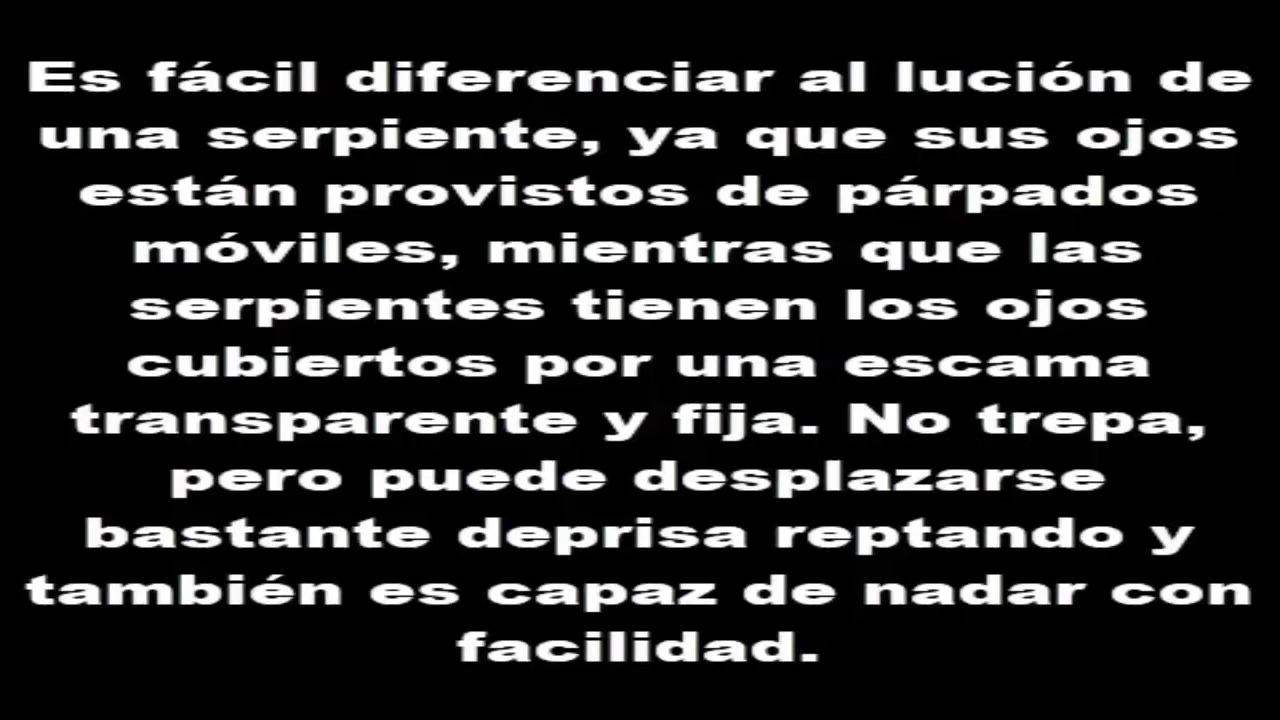 Es fácil diferenciar al lución de
una serpiente, ya que sus ojos
están provistos de párpados
móviles, mientras que las
serpientes tienen los ojos
cubiertos por una escama
transparente y fija. No trepa,
pero puede desplazarse
bastante deprisa reptando y
también es capaz de nadar con
facilidad.